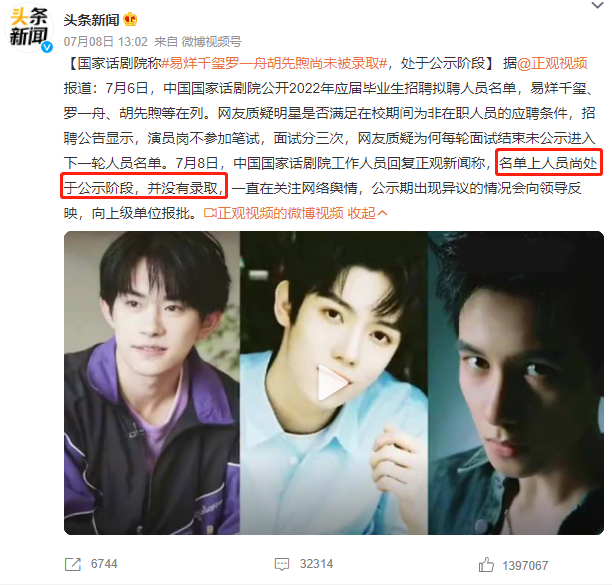 头条
新闻
头条新闻
07月08日 13:02 来自 微博视频号
【国家话剧院称#易烊千玺罗一舟胡先煦尚未被录取#，处于公示阶段】 据@正观视频
报道：7月6日，中国国家话剧院公开2022年应届毕业生招聘拟聘人员名单，易烊千玺、
罗一舟、胡先煦等在列。网友质疑明星是否满足在校期间为非在职人员的应聘条件，招
聘公告显示，演员岗不参加笔试，面试分三次，网友质疑为何每轮面试结束未公示进入
下一轮人员名单。7月8日，中国国家话剧院工作人员回复正观新闻称，名单上人员尚处
于公示阶段，并没有录取，一直在关注网络舆情，公示期出现异议的情况会向领导反
映，向上级单位报批。正观视频的微博视频 收起
6744 32314 1397067